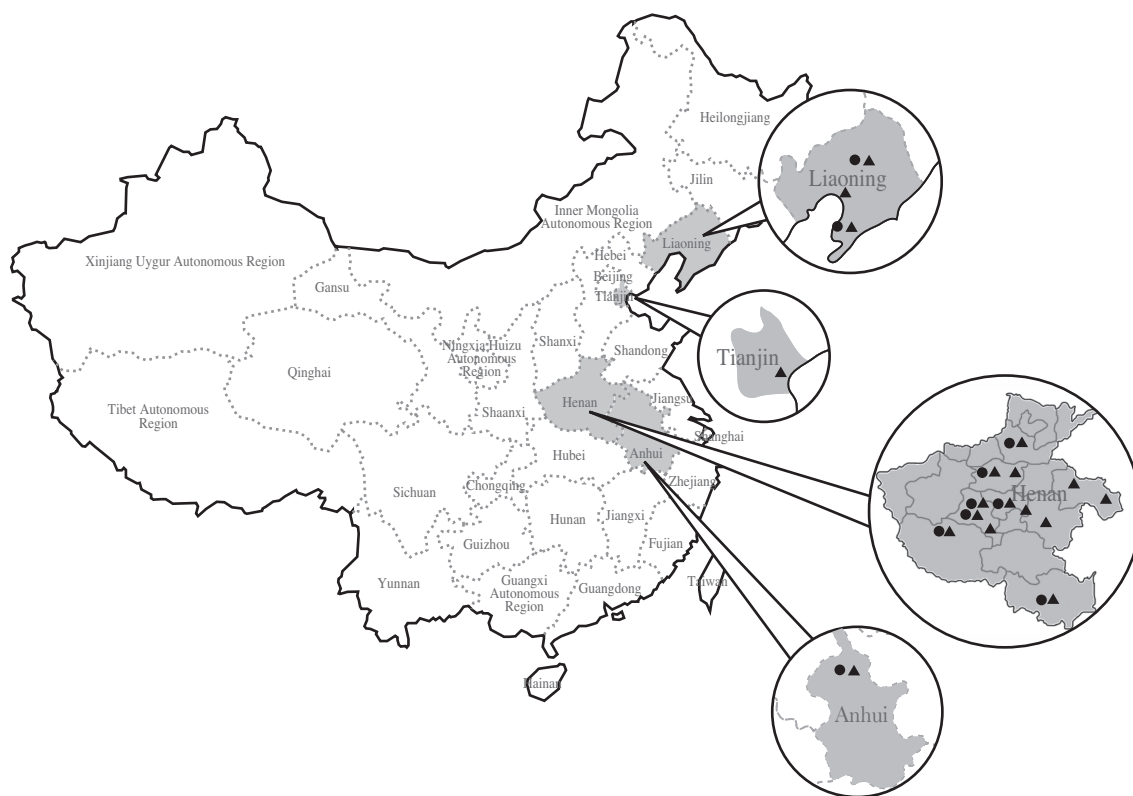 Heilongjiang
Jilin
Liaoning
Inner Mongolia
Autonomous Region
Liaoning
Hebei
Xinjiang Uygur Autonomous Region
Beijing
Gansu
Tianjin
Shanxi
Ningxia Huizu
Autonomous
Region
Shandong
Tianjin
Qinghai
Henan
Jiangsu
Tibet Autonomous
Region
Shaanxi
Shanghai
Hubei
Anhui
Zhejiang
Henan
Sichuan
Chongqing
Hunan
Jiangxi
Guizhou
Fujian
Yunnan
Guangxi
Autonomous
Region
Guangdong
Taiwan
Hainan
Anhui